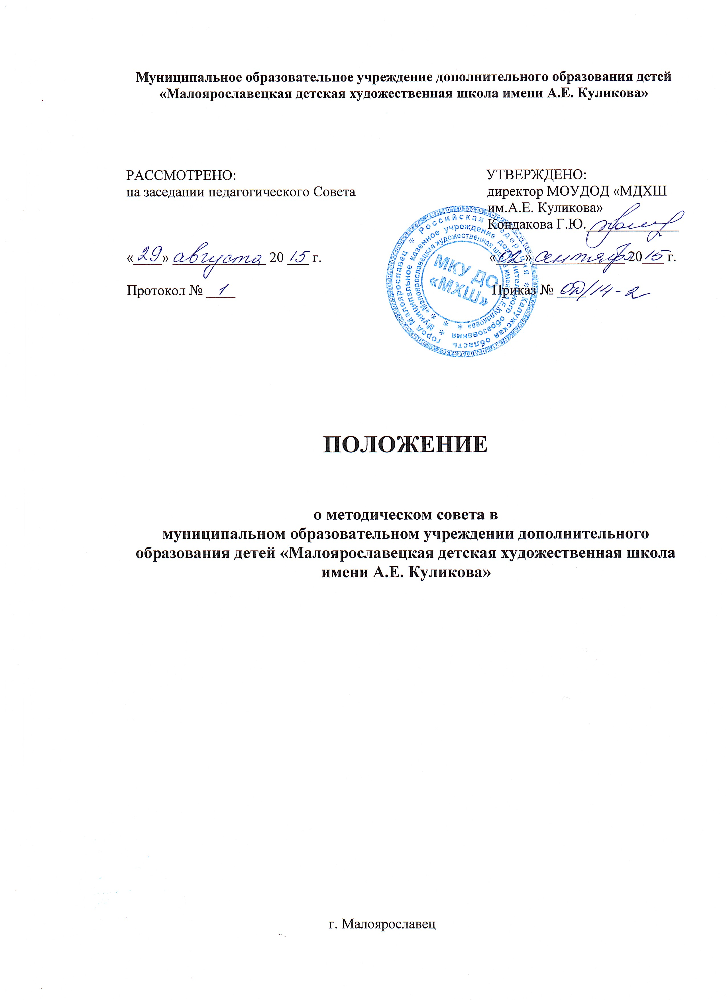 Муниципальное образовательное учреждение дополнительного образования детей
«Малоярославецкая детская художественная школа имени А.Е. Куликова»
РАССМОТРЕНО:
на заседании педагогического Совета
«29» августа 20 15 г.
Протокол № 1
УТВЕРЖДЕНО:
директор МОУДОД «МДХШ
им.А.Е. Куликова»
Кондакова Г.Ю.
«02» сентября 2015 г.
Приказ № ОД/14-2
Российская Федерация * Калужская область
город Малоярославец *
* Муниципальное казенное учреждение дополнительного образования *
* «Малоярославецкая художественная школа имени А.Е.Куликова» *
МКУ ДО
«МХШ»
ПОЛОЖЕНИЕ
о методическом совета в
муниципальном образовательном учреждении дополнительного
образования детей «Малоярославецкая детская художественная школа
имени А.Е. Куликова»
г. Малоярославец